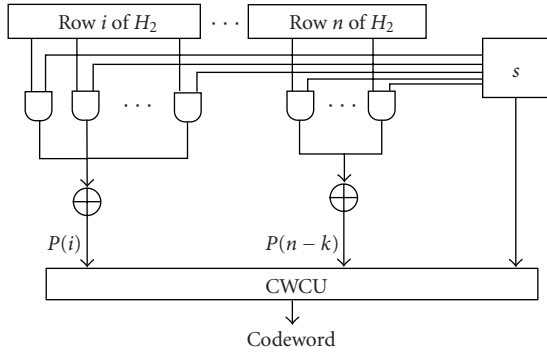 Row i of H₂ · · · Row n of H₂
s
· · · · · ·
P(i) P(n − k)
CWCU
Codeword